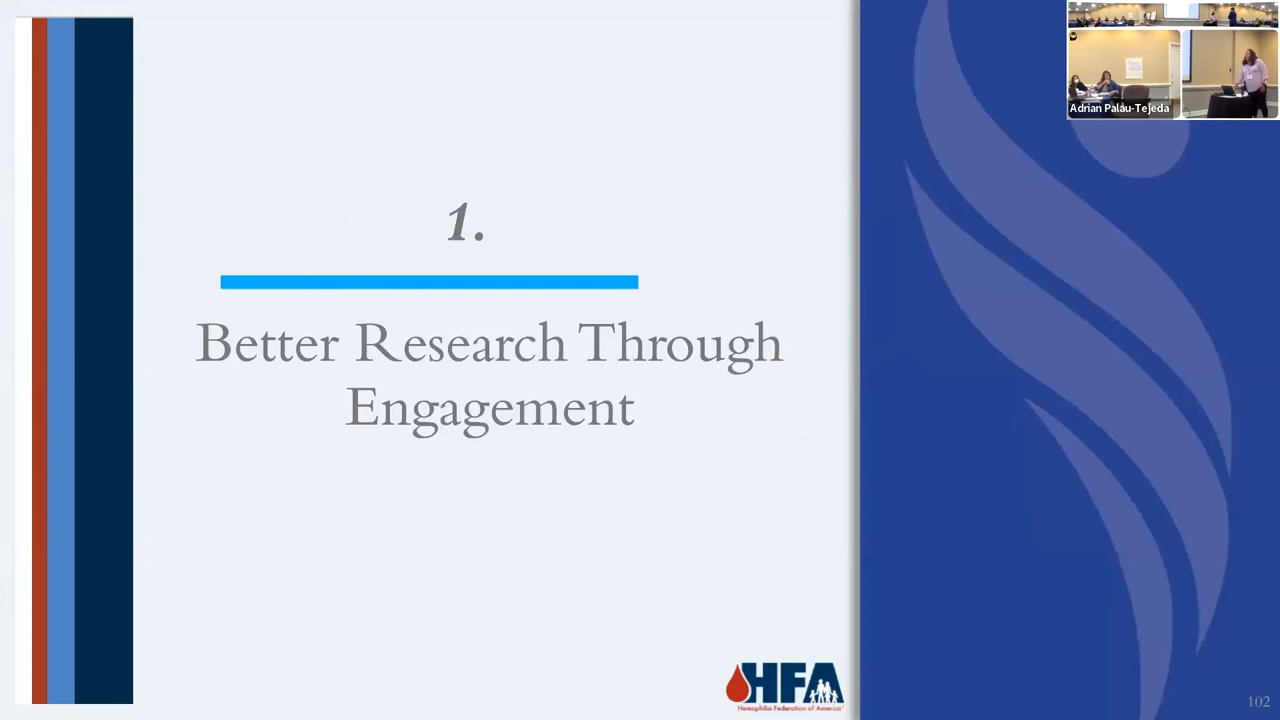 Adrian Palau-Tejeda
1.
Better Research Through
Engagement
HFA
Hemophilia Federation of America
102